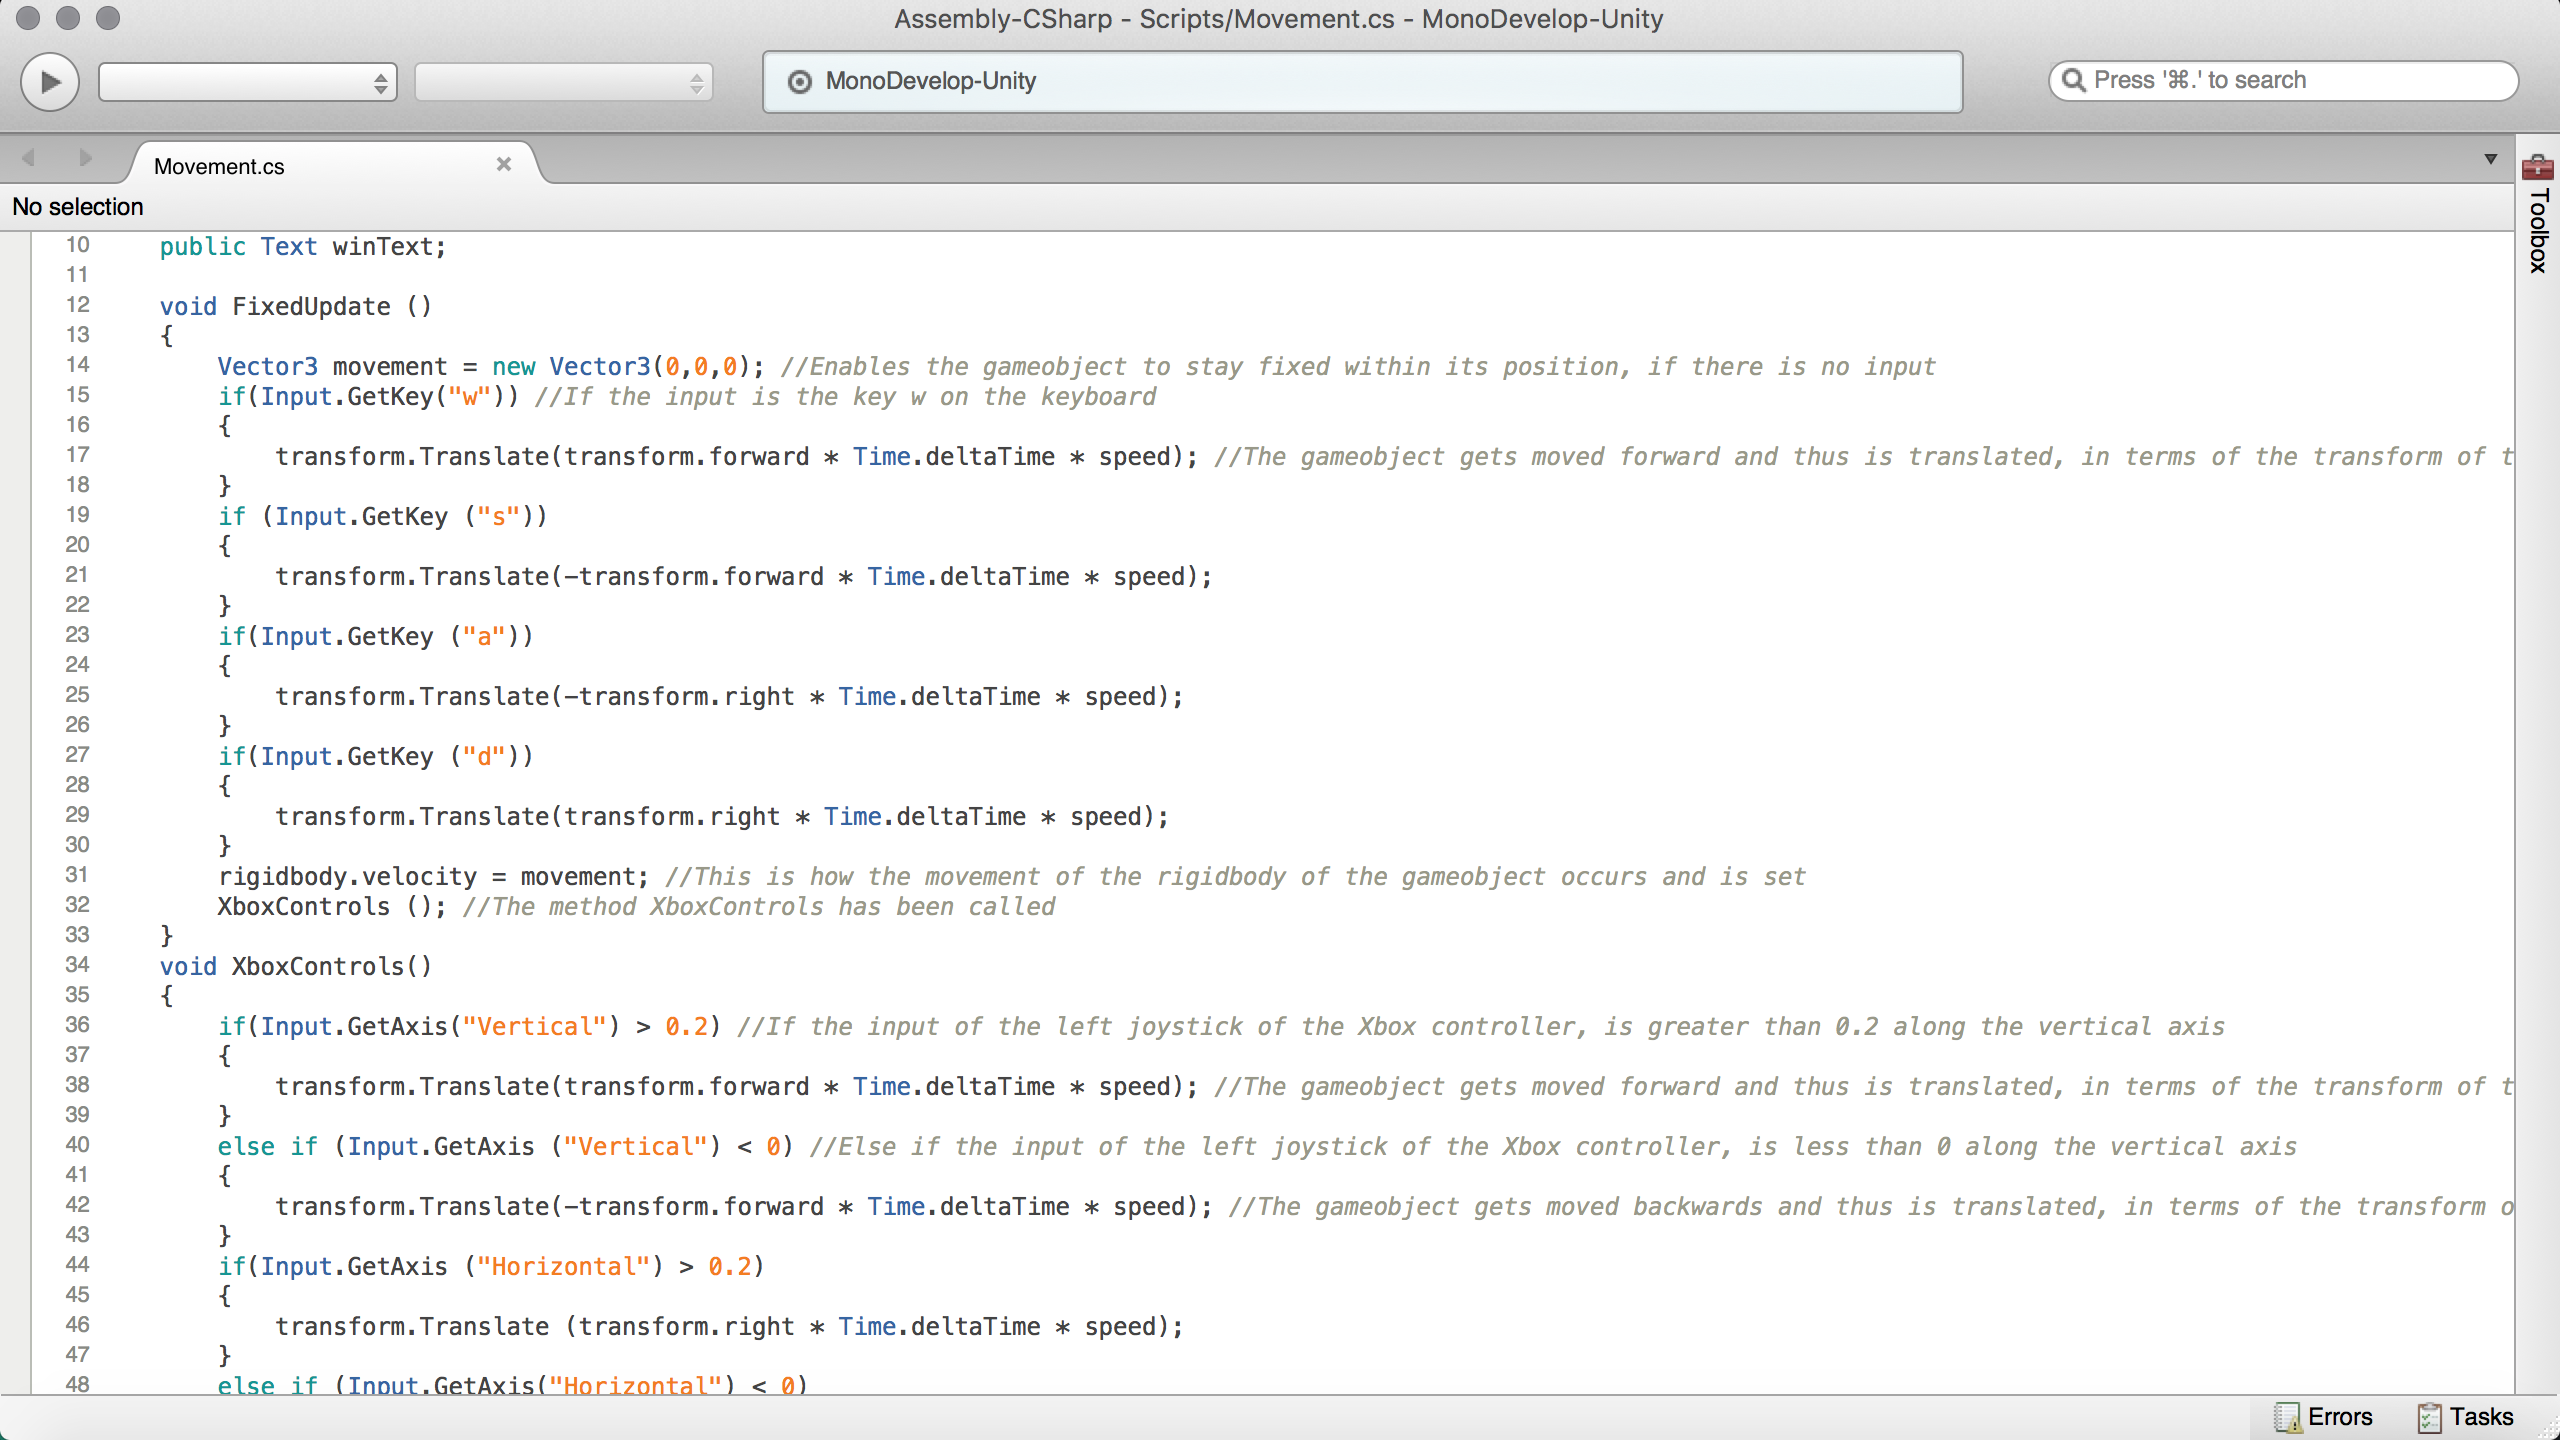 Assembly-CSharp - Scripts/Movement.cs - MonoDevelop-Unity
MonoDevelop-Unity
Press '⌘.' to search
Movement.cs
Toolbox
No selection
10 public Text winText;
11
12 void FixedUpdate ()
13 {
14 Vector3 movement = new Vector3(0,0,0); //Enables the gameobject to stay fixed within its position, if there is no input
15 if(Input.GetKey("w")) //If the input is the key w on the keyboard
16 {
17 transform.Translate(transform.forward * Time.deltaTime * speed); //The gameobject gets moved forward and thus is translated, in terms of the transform of t
18 }
19 if (Input.GetKey ("s"))
20 {
21 transform.Translate(-transform.forward * Time.deltaTime * speed);
22 }
23 if(Input.GetKey ("a"))
24 {
25 transform.Translate(-transform.right * Time.deltaTime * speed);
26 }
27 if(Input.GetKey ("d"))
28 {
29 transform.Translate(transform.right * Time.deltaTime * speed);
30 }
31 rigidbody.velocity = movement; //This is how the movement of the rigidbody of the gameobject occurs and is set
32 XboxControls (); //The method XboxControls has been called
33 }
34 void XboxControls()
35 {
36 if(Input.GetAxis("Vertical") > 0.2) //If the input of the left joystick of the Xbox controller, is greater than 0.2 along the vertical axis
37 {
38 transform.Translate(transform.forward * Time.deltaTime * speed); //The gameobject gets moved forward and thus is translated, in terms of the transform of t
39 }
40 else if (Input.GetAxis ("Vertical") < 0) //Else if the input of the left joystick of the Xbox controller, is less than 0 along the vertical axis
41 {
42 transform.Translate(-transform.forward * Time.deltaTime * speed); //The gameobject gets moved backwards and thus is translated, in terms of the transform o
43 }
44 if(Input.GetAxis ("Horizontal") > 0.2)
45 {
46 transform.Translate (transform.right * Time.deltaTime * speed);
47 }
48 else if (Input.GetAxis("Horizontal") < 0)
Errors Tasks